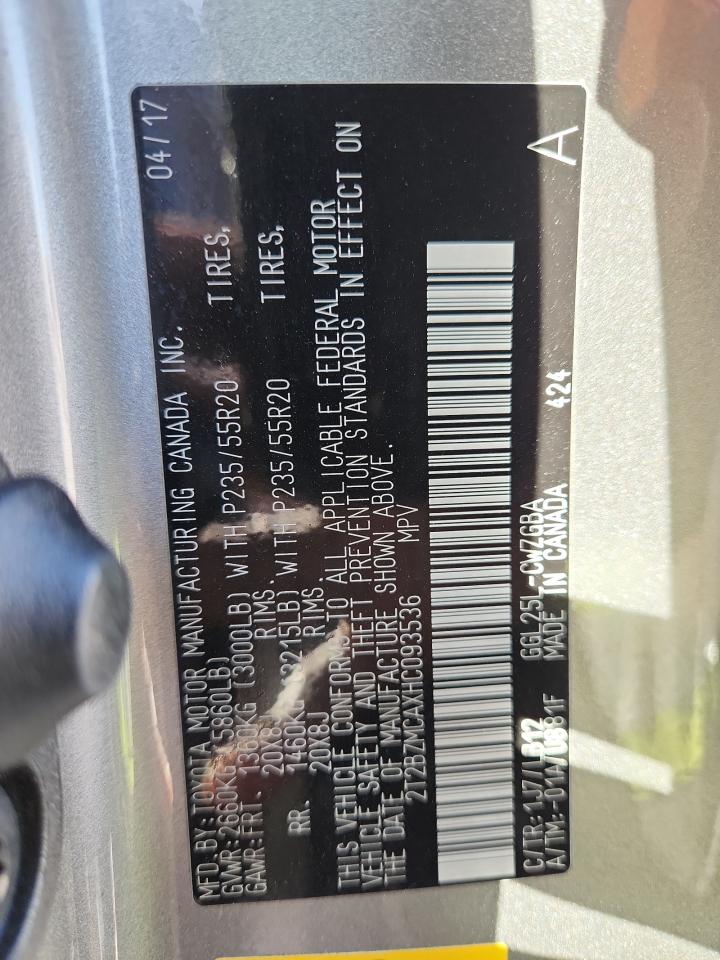 MFD.BY:TOYOTA MOTOR MANUFACTURING CANADA INC. 04/17
GVWR:2660KG(5860LB)
GAWR:FRT. 1360KG (3000LB) WITH P235/55R20 TIRES,
20X8J RIMS.
RR. 1460KG(3215LB) WITH P235/55R20 TIRES,
20X8J RIMS.
THIS VEHICLE CONFORMS TO ALL APPLICABLE FEDERAL MOTOR
VEHICLE SAFETY AND THEFT PREVENTION STANDARDS IN EFFECT ON
THE DATE OF MANUFACTURE SHOWN ABOVE.
2T2BZMCAXHC093536 MPV
C/TR: GGL25L-CWZGBA
A/TM: MADE IN CANADA 424 A